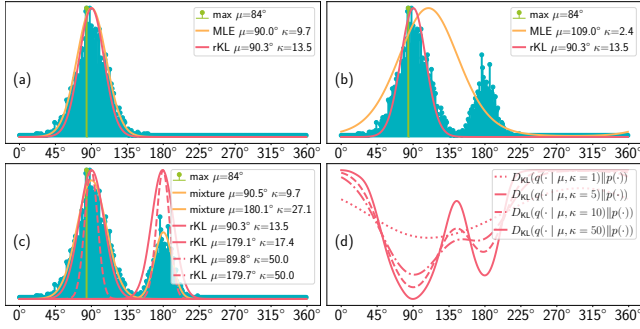 (a)
max μ=84°
MLE μ=90.0° κ=9.7
rKL μ=90.3° κ=13.5
0° 45° 90° 135° 180° 225° 270° 315° 360°
(b)
max μ=84°
MLE μ=109.0° κ=2.4
rKL μ=90.3° κ=13.5
0° 45° 90° 135° 180° 225° 270° 315° 360°
(c)
max μ=84°
mixture μ=90.5° κ=9.7
mixture μ=180.1° κ=27.1
rKL μ=90.3° κ=13.5
rKL μ=179.1° κ=17.4
rKL μ=89.8° κ=50.0
rKL μ=179.7° κ=50.0
0° 45° 90° 135° 180° 225° 270° 315° 360°
(d)
D_KL(q(· | μ, κ = 1)‖p(·))
D_KL(q(· | μ, κ = 5)‖p(·))
D_KL(q(· | μ, κ = 10)‖p(·))
D_KL(q(· | μ, κ = 50)‖p(·))
0° 45° 90° 135° 180° 225° 270° 315° 360°